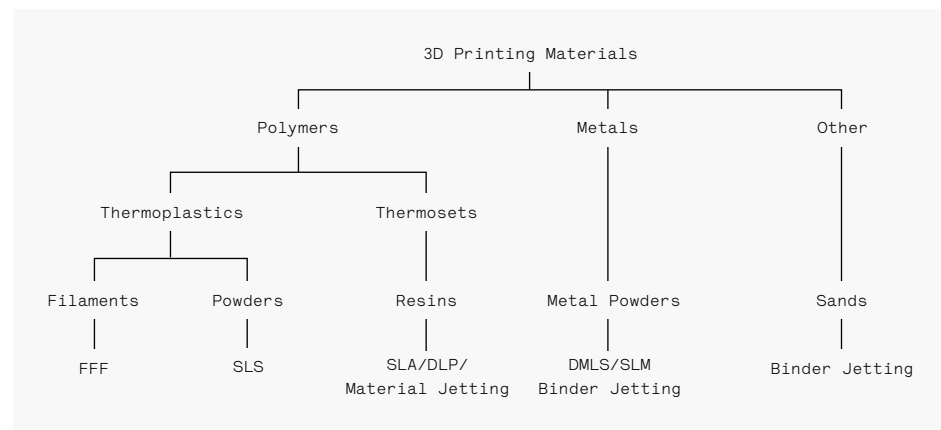 3D Printing Materials
Polymers
Metals
Other
Thermoplastics
Thermosets
Filaments
Powders
Resins
Metal Powders
Sands
FFF
SLS
SLA/DLP/
Material Jetting
DMLS/SLM
Binder Jetting
Binder Jetting